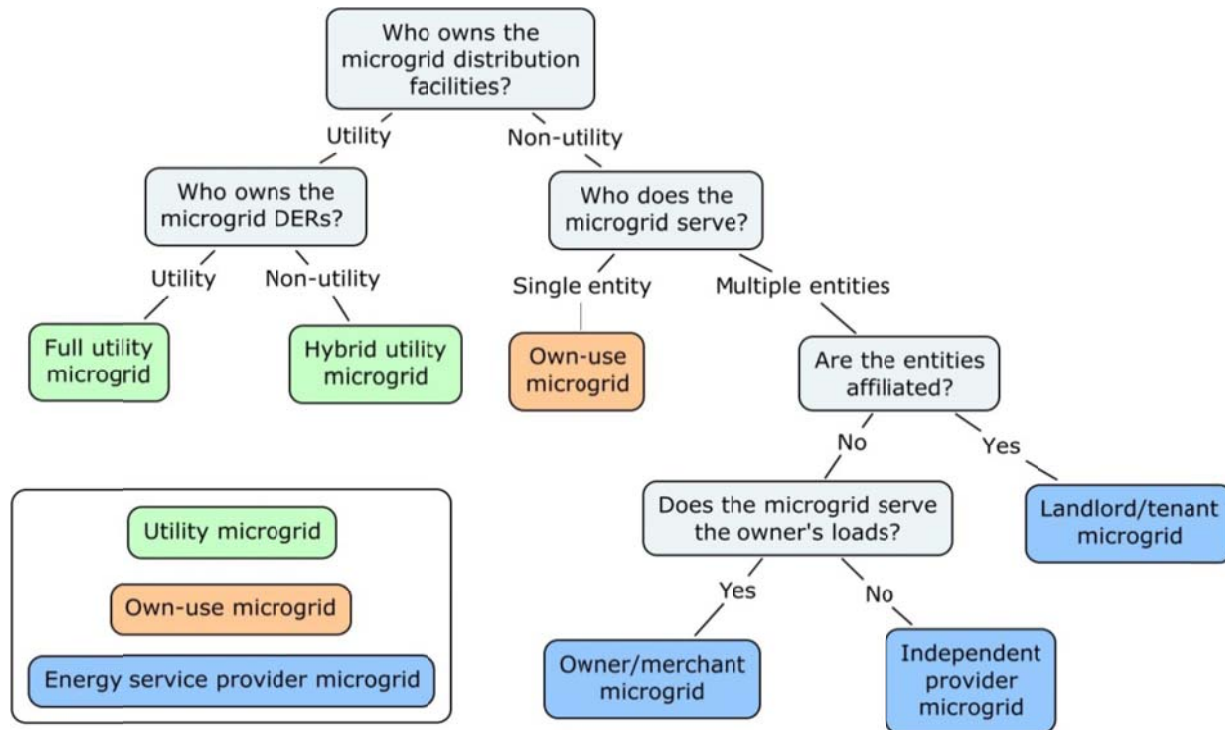 Who owns the
microgrid distribution
facilities?
Utility
Non-utility
Who owns the
microgrid DERs?
Who does the
microgrid serve?
Utility
Non-utility
Single entity
Multiple entities
Full utility
microgrid
Hybrid utility
microgrid
Own-use
microgrid
Are the entities
affiliated?
No
Yes
Does the microgrid serve
the owner's loads?
Landlord/tenant
microgrid
Yes
No
Owner/merchant
microgrid
Independent
provider
microgrid
Utility microgrid
Own-use microgrid
Energy service provider microgrid